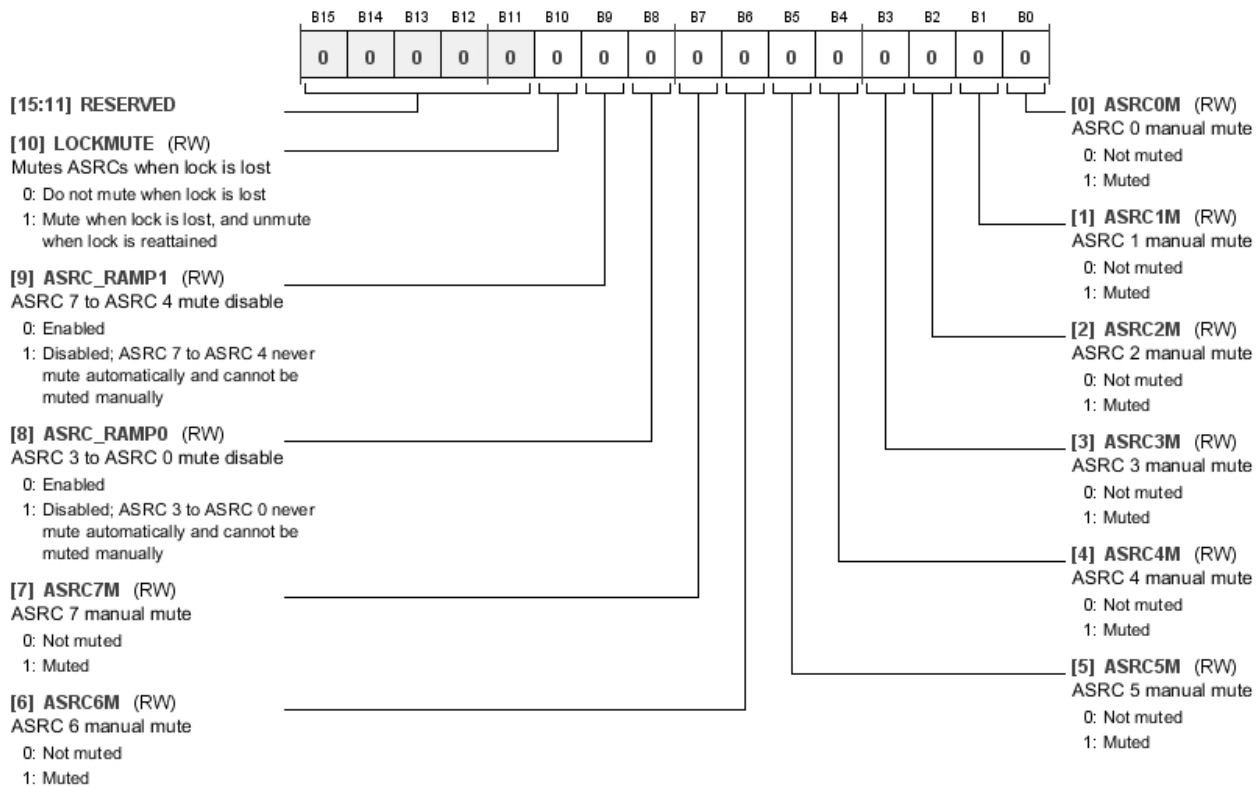 B15 B14 B13 B12 B11 B10 B9 B8 B7 B6 B5 B4 B3 B2 B1 B0
0 0 0 0 0 0 0 0 0 0 0 0 0 0 0 0
[15:11] RESERVED
[10] LOCKMUTE (RW)
Mutes ASRCs when lock is lost
0: Do not mute when lock is lost
1: Mute when lock is lost, and unmute
when lock is reattained
[9] ASRC_RAMP1 (RW)
ASRC 7 to ASRC 4 mute disable
0: Enabled
1: Disabled; ASRC 7 to ASRC 4 never
mute automatically and cannot be
muted manually
[8] ASRC_RAMP0 (RW)
ASRC 3 to ASRC 0 mute disable
0: Enabled
1: Disabled; ASRC 3 to ASRC 0 never
mute automatically and cannot be
muted manually
[7] ASRC7M (RW)
ASRC 7 manual mute
0: Not muted
1: Muted
[6] ASRC6M (RW)
ASRC 6 manual mute
0: Not muted
1: Muted
[0] ASRC0M (RW)
ASRC 0 manual mute
0: Not muted
1: Muted
[1] ASRC1M (RW)
ASRC 1 manual mute
0: Not muted
1: Muted
[2] ASRC2M (RW)
ASRC 2 manual mute
0: Not muted
1: Muted
[3] ASRC3M (RW)
ASRC 3 manual mute
0: Not muted
1: Muted
[4] ASRC4M (RW)
ASRC 4 manual mute
0: Not muted
1: Muted
[5] ASRC5M (RW)
ASRC 5 manual mute
0: Not muted
1: Muted